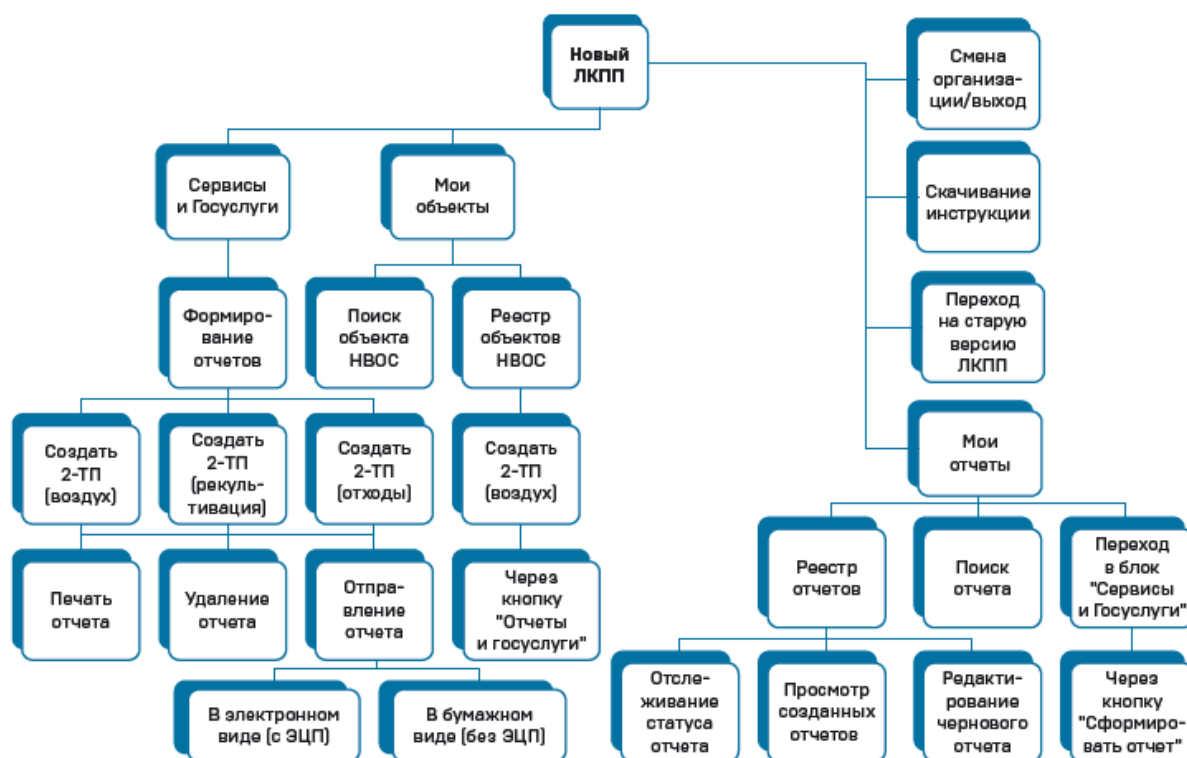 Новый
ЛКПП
Смена
организа-
ции/выход
Сервисы
и Госуслуги
Мои
объекты
Скачивание
инструкции
Формиро-
вание
отчетов
Поиск
объекта
НВОС
Реестр
объектов
НВОС
Переход
на старую
версию
ЛКПП
Создать
2-ТП
(воздух)
Создать
2-ТП
(рекуль-
тивация)
Создать
2-ТП
(отходы)
Создать
2-ТП
(воздух)
Мои
отчеты
Печать
отчета
Удаление
отчета
Отпра-
вление
отчета
Через
кнопку
"Отчеты
и госуслуги"
Реестр
отчетов
Поиск
отчета
Переход
в блок
"Сервисы
и Госуслуги"
В электронном
виде (с ЭЦП)
В бумажном
виде (без ЭЦП)
Отсле-
живание
статуса
отчета
Просмотр
созданных
отчетов
Редакти-
рование
чернового
отчета
Через
кнопку
"Сформиро-
вать отчет"